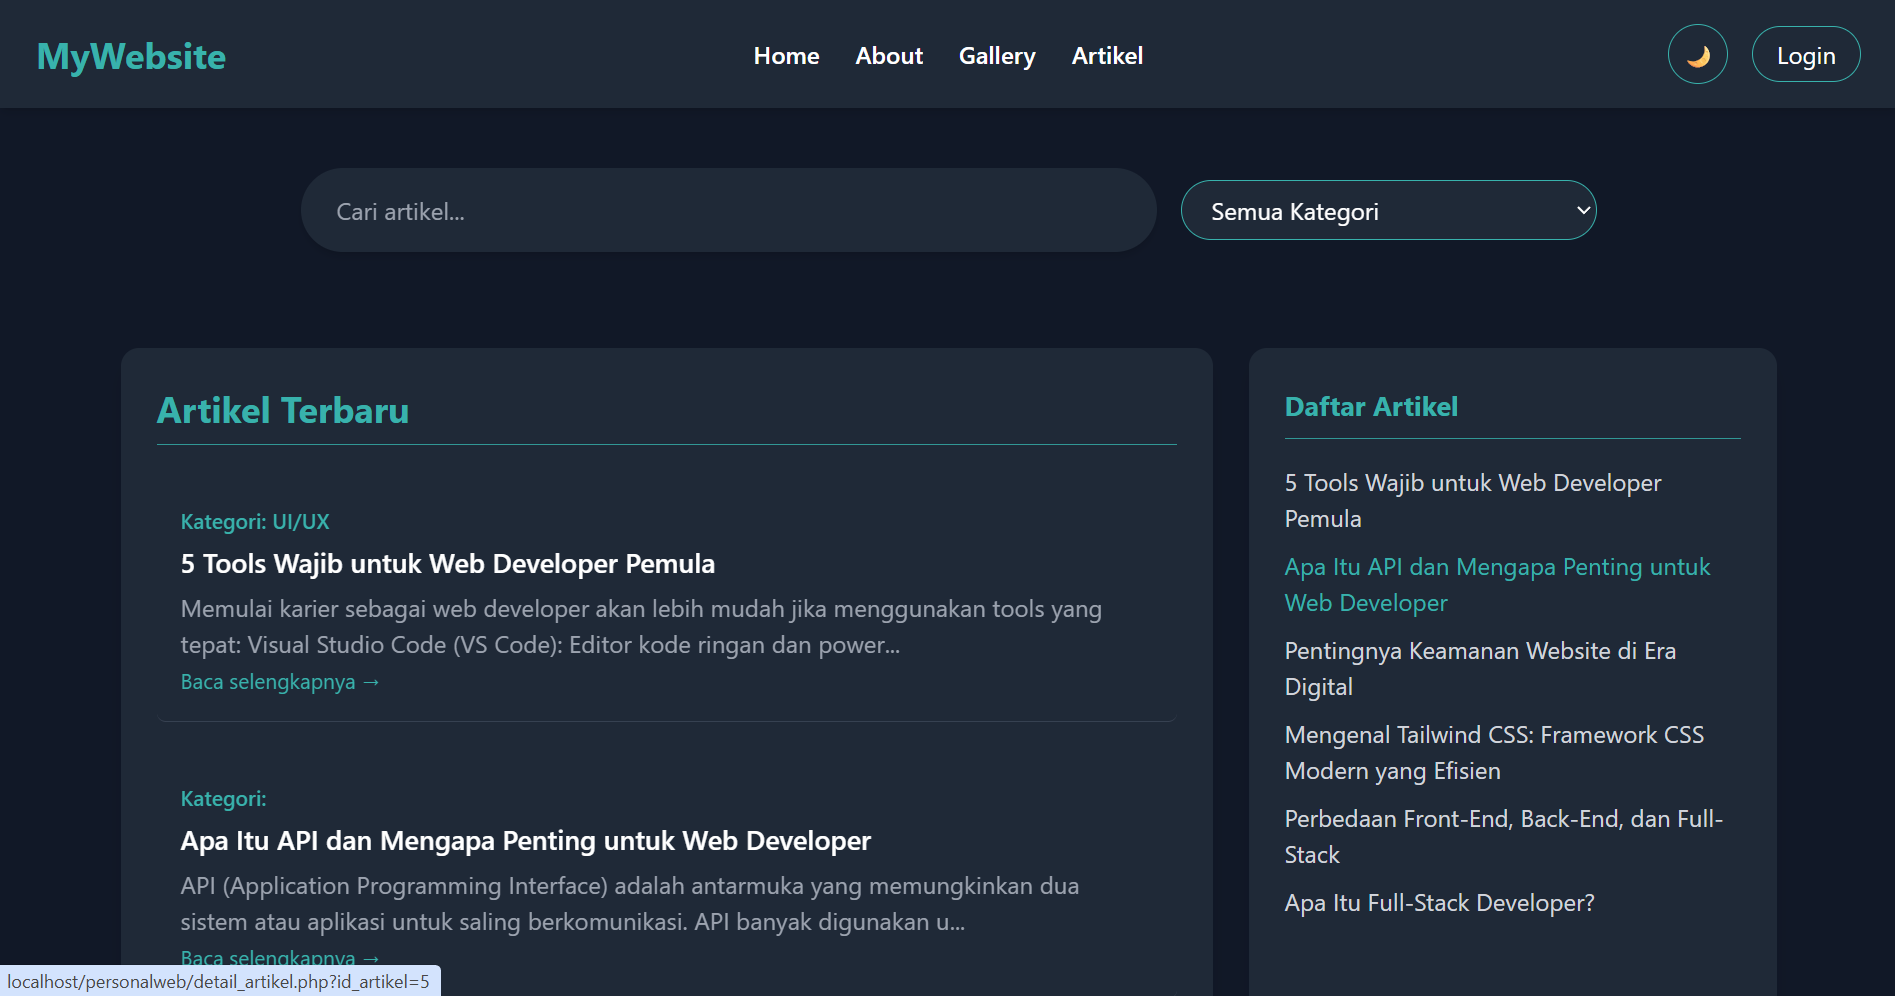 MyWebsite
Home
About
Gallery
Artikel
Login
Cari artikel...
Semua Kategori
Artikel Terbaru
Kategori: UI/UX
5 Tools Wajib untuk Web Developer Pemula
Memulai karier sebagai web developer akan lebih mudah jika menggunakan tools yang
tepat: Visual Studio Code (VS Code): Editor kode ringan dan power...
Baca selengkapnya →
Kategori:
Apa Itu API dan Mengapa Penting untuk Web Developer
API (Application Programming Interface) adalah antarmuka yang memungkinkan dua
sistem atau aplikasi untuk saling berkomunikasi. API banyak digunakan u...
Baca selengkapnya →
Daftar Artikel
5 Tools Wajib untuk Web Developer
Pemula
Apa Itu API dan Mengapa Penting untuk
Web Developer
Pentingnya Keamanan Website di Era
Digital
Mengenal Tailwind CSS: Framework CSS
Modern yang Efisien
Perbedaan Front-End, Back-End, dan Full-
Stack
Apa Itu Full-Stack Developer?
localhost/personalweb/detail_artikel.php?id_artikel=5